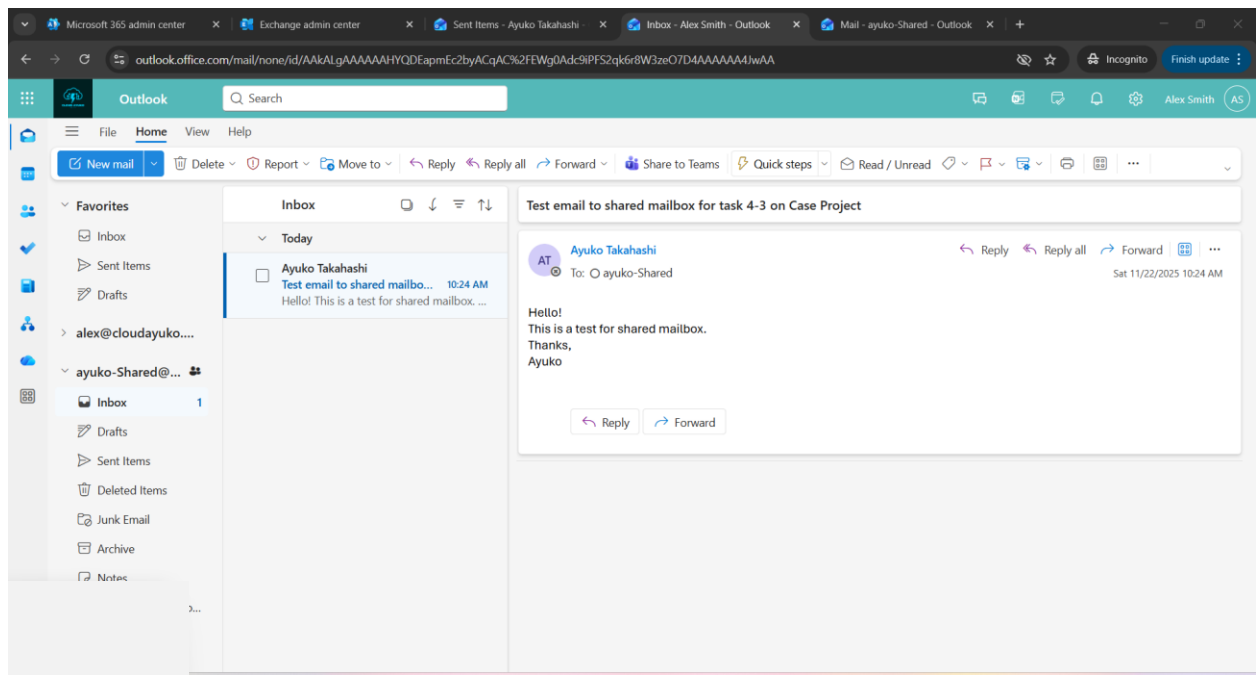 Microsoft 365 admin center
Exchange admin center
Sent Items - Ayuko Takahashi -
Inbox - Alex Smith - Outlook
Mail - ayuko-Shared - Outlook
outlook.office.com/mail/none/id/AAkALgAAAAAAHYQDEapmEc2byACqAC%2FEWg0Adc9iPFS2qk6r8W3zeO7D4AAAAAA4JwAA
Incognito
Finish update
Outlook
Search
Alex Smith
AS
File Home View Help
New mail
Delete
Report
Move to
Reply
Reply all
Forward
Share to Teams
Quick steps
Read / Unread
Favorites
Inbox
Sent Items
Drafts
alex@cloudayuko....
ayuko-Shared@...
Inbox 1
Drafts
Sent Items
Deleted Items
Junk Email
Archive
Notes
Inbox
Today
Ayuko Takahashi
Test email to shared mailbo... 10:24 AM
Hello! This is a test for shared mailbox. ...
Test email to shared mailbox for task 4-3 on Case Project
AT
Ayuko Takahashi
To: ayuko-Shared
Reply
Reply all
Forward
Sat 11/22/2025 10:24 AM
Hello!
This is a test for shared mailbox.
Thanks,
Ayuko
Reply
Forward